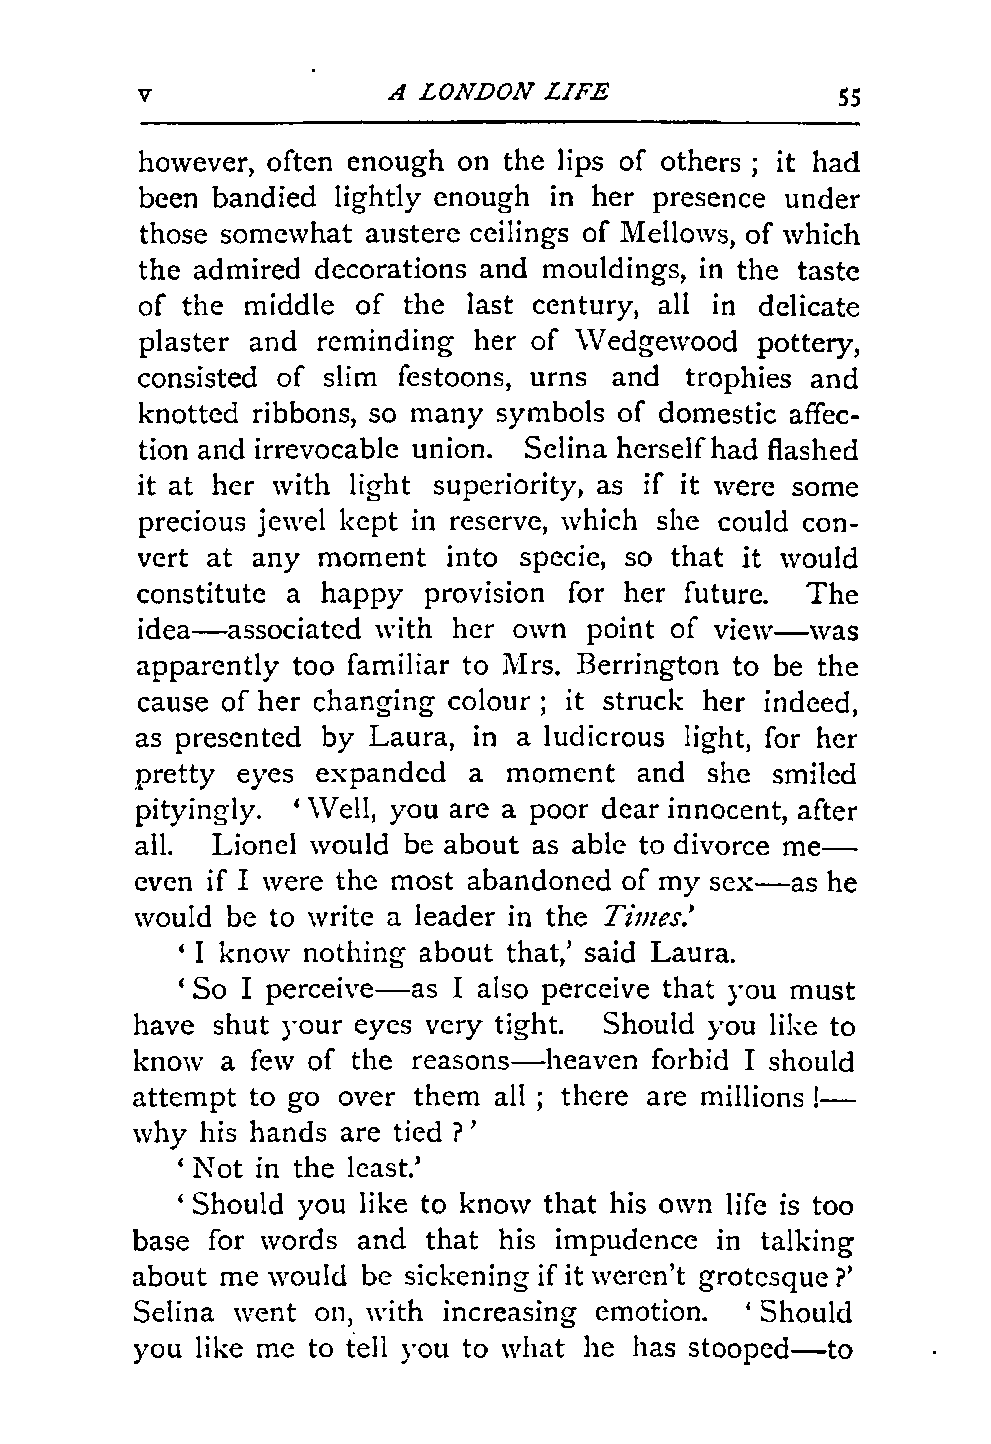 V A LONDON LIFE 55
however, often enough on the lips of others ; it had
been bandied lightly enough in her presence under
those somewhat austere ceilings of Mellows, of which
the admired decorations and mouldings, in the taste
of the middle of the last century, all in delicate
plaster and reminding her of Wedgewood pottery,
consisted of slim festoons, urns and trophies and
knotted ribbons, so many symbols of domestic affec-
tion and irrevocable union. Selina herself had flashed
it at her with light superiority, as if it were some
precious jewel kept in reserve, which she could con-
vert at any moment into specie, so that it would
constitute a happy provision for her future. The
idea—associated with her own point of view—was
apparently too familiar to Mrs. Berrington to be the
cause of her changing colour ; it struck her indeed,
as presented by Laura, in a ludicrous light, for her
pretty eyes expanded a moment and she smiled
pityingly. ‘ Well, you are a poor dear innocent, after
all. Lionel would be about as able to divorce me—
even if I were the most abandoned of my sex—as he
would be to write a leader in the Times.’
‘ I know nothing about that,’ said Laura.
‘ So I perceive—as I also perceive that you must
have shut your eyes very tight. Should you like to
know a few of the reasons—heaven forbid I should
attempt to go over them all ; there are millions !—
why his hands are tied ? ’
‘ Not in the least.’
‘ Should you like to know that his own life is too
base for words and that his impudence in talking
about me would be sickening if it weren’t grotesque ?’
Selina went on, with increasing emotion. ‘ Should
you like me to tell you to what he has stooped—to